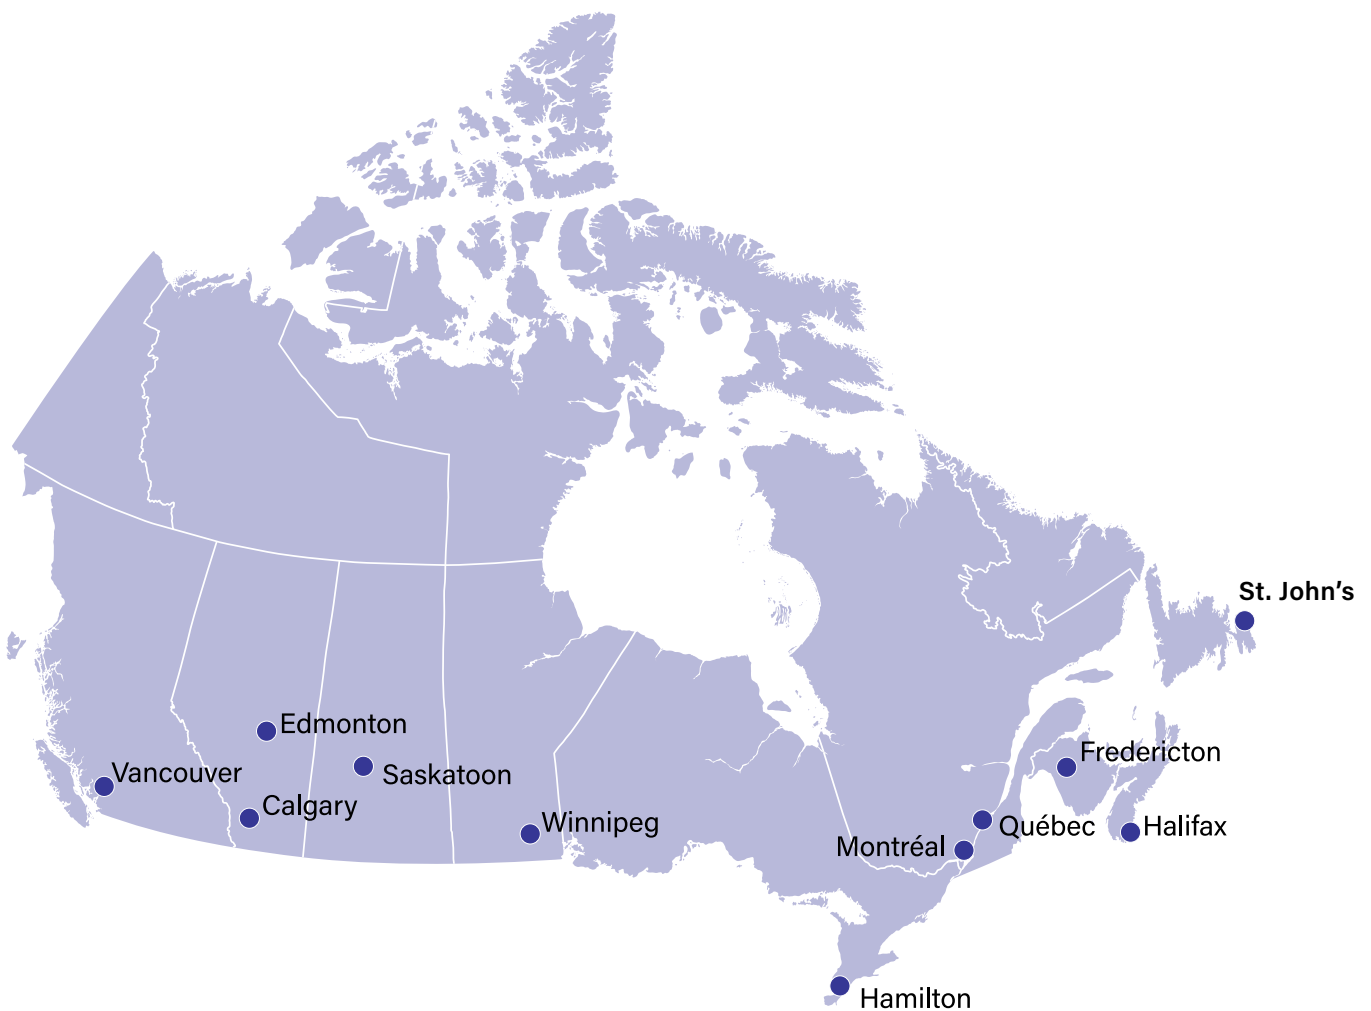 St. John’s
Edmonton
Fredericton
Vancouver
Saskatoon
Calgary
Winnipeg
Québec
Halifax
Montréal
Hamilton